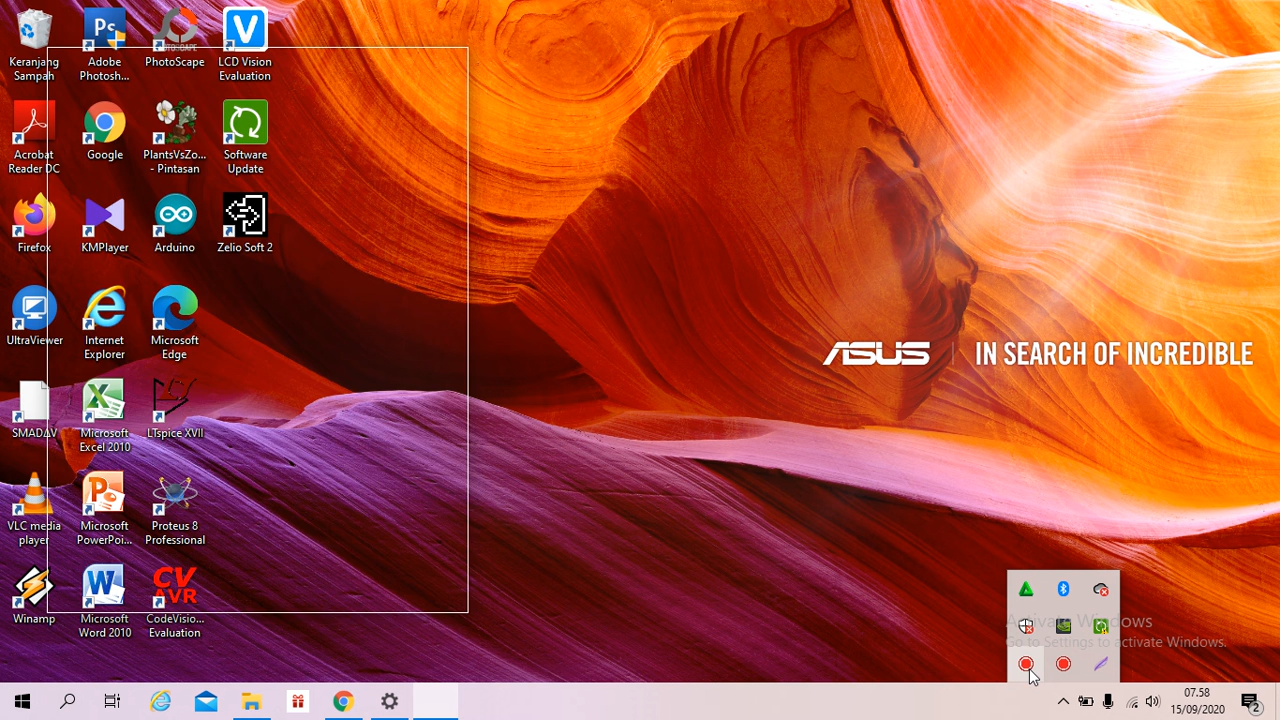 Keranjang
Sampah
Adobe
Photosh...
PhotoScape
LCD Vision
Evaluation
Acrobat
Reader DC
Google
PlantsVsZo...
- Pintasan
Software
Update
Firefox
KMPlayer
Arduino
Zelio Soft 2
UltraViewer
Internet
Explorer
Microsoft
Edge
ASUS
IN SEARCH OF INCREDIBLE
SMADΔV
Microsoft
Excel 2010
LTspice XVII
VLC media
player
Microsoft
PowerPoi...
Proteus 8
Professional
CV
AVR
Winamp
Microsoft
Word 2010
CodeVisio...
Evaluation
Activate Windows
Go to Settings to activate Windows.
07.58
15/09/2020
2